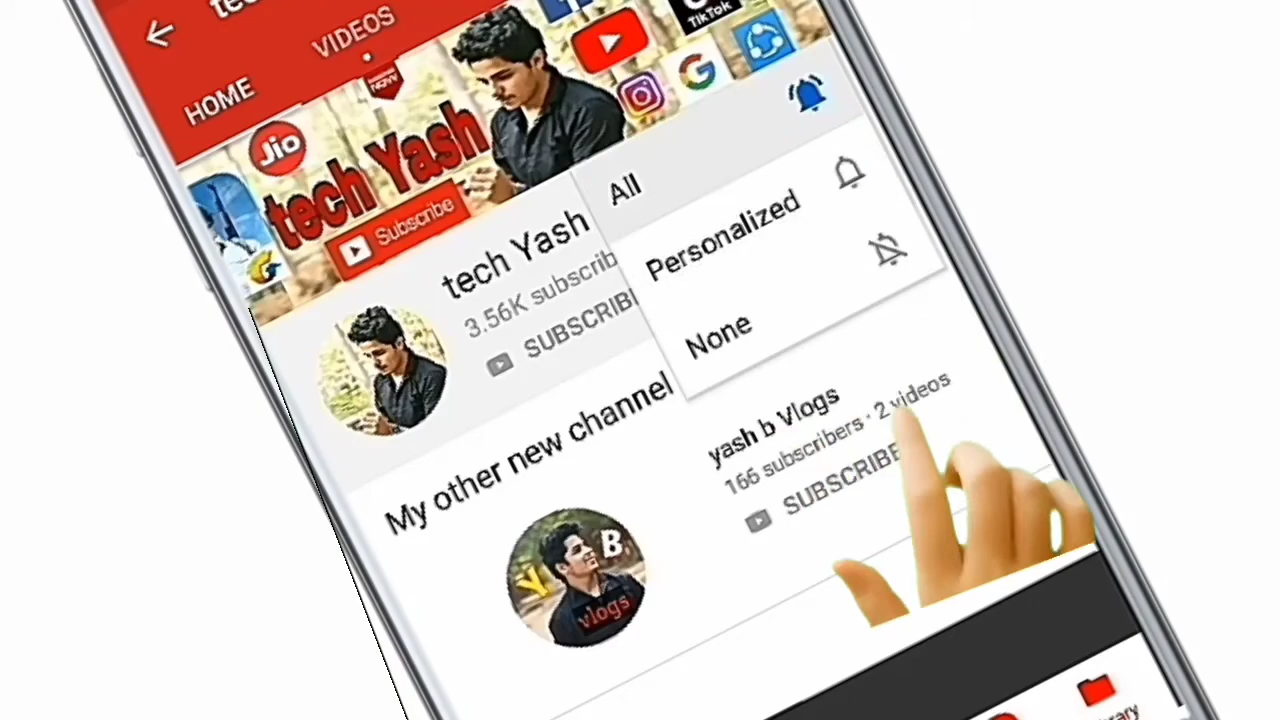 HOME
VIDEOS
Jio
TikTok
tech Yash
Subscribe
All
Personalized
None
tech Yash
3.56K
SUBSCRIB
My other new channel
yash b Vlogs
166 subscribers · 2 videos
SUBSCRIBE
Y
B
vlogs